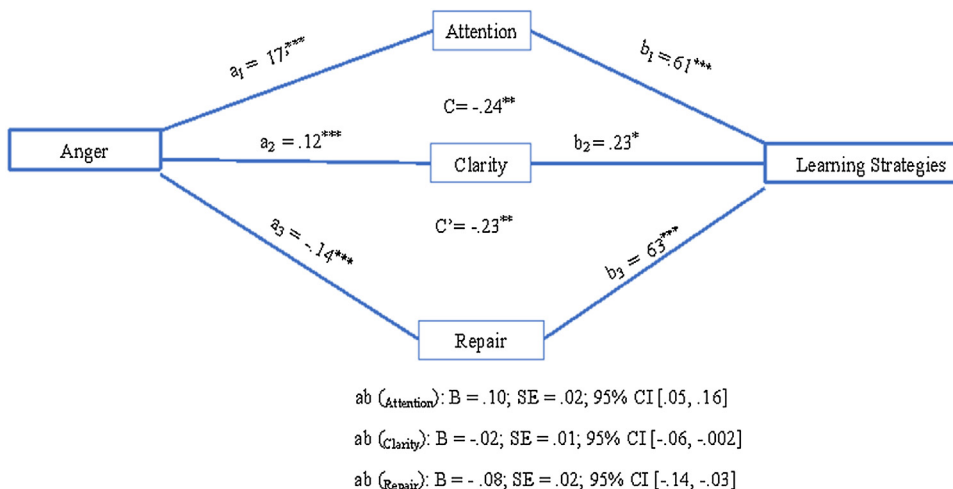 Attention
a1 = 17,***
b1 =.61***
C= -.24**
Anger
a2 = .12***
Clarity
b2 = .23*
Learning Strategies
C’= -.23**
a3 = -.14***
b3 = 63***
Repair
ab (Attention): B = .10; SE = .02; 95% CI [.05, .16]
ab (Clarity): B = -.02; SE = .01; 95% CI [-.06, -.002]
ab (Repair): B = - .08; SE = .02; 95% CI [-.14, -.03]